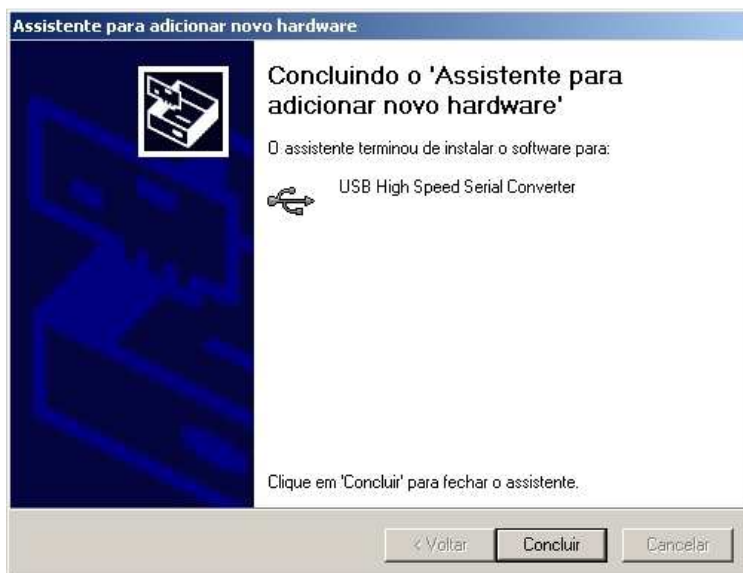 Assistente para adicionar novo hardware
Concluindo o 'Assistente para
adicionar novo hardware'
O assistente terminou de instalar o software para:
USB High Speed Serial Converter
Clique em 'Concluir' para fechar o assistente.
< Voltar
Concluir
Cancelar